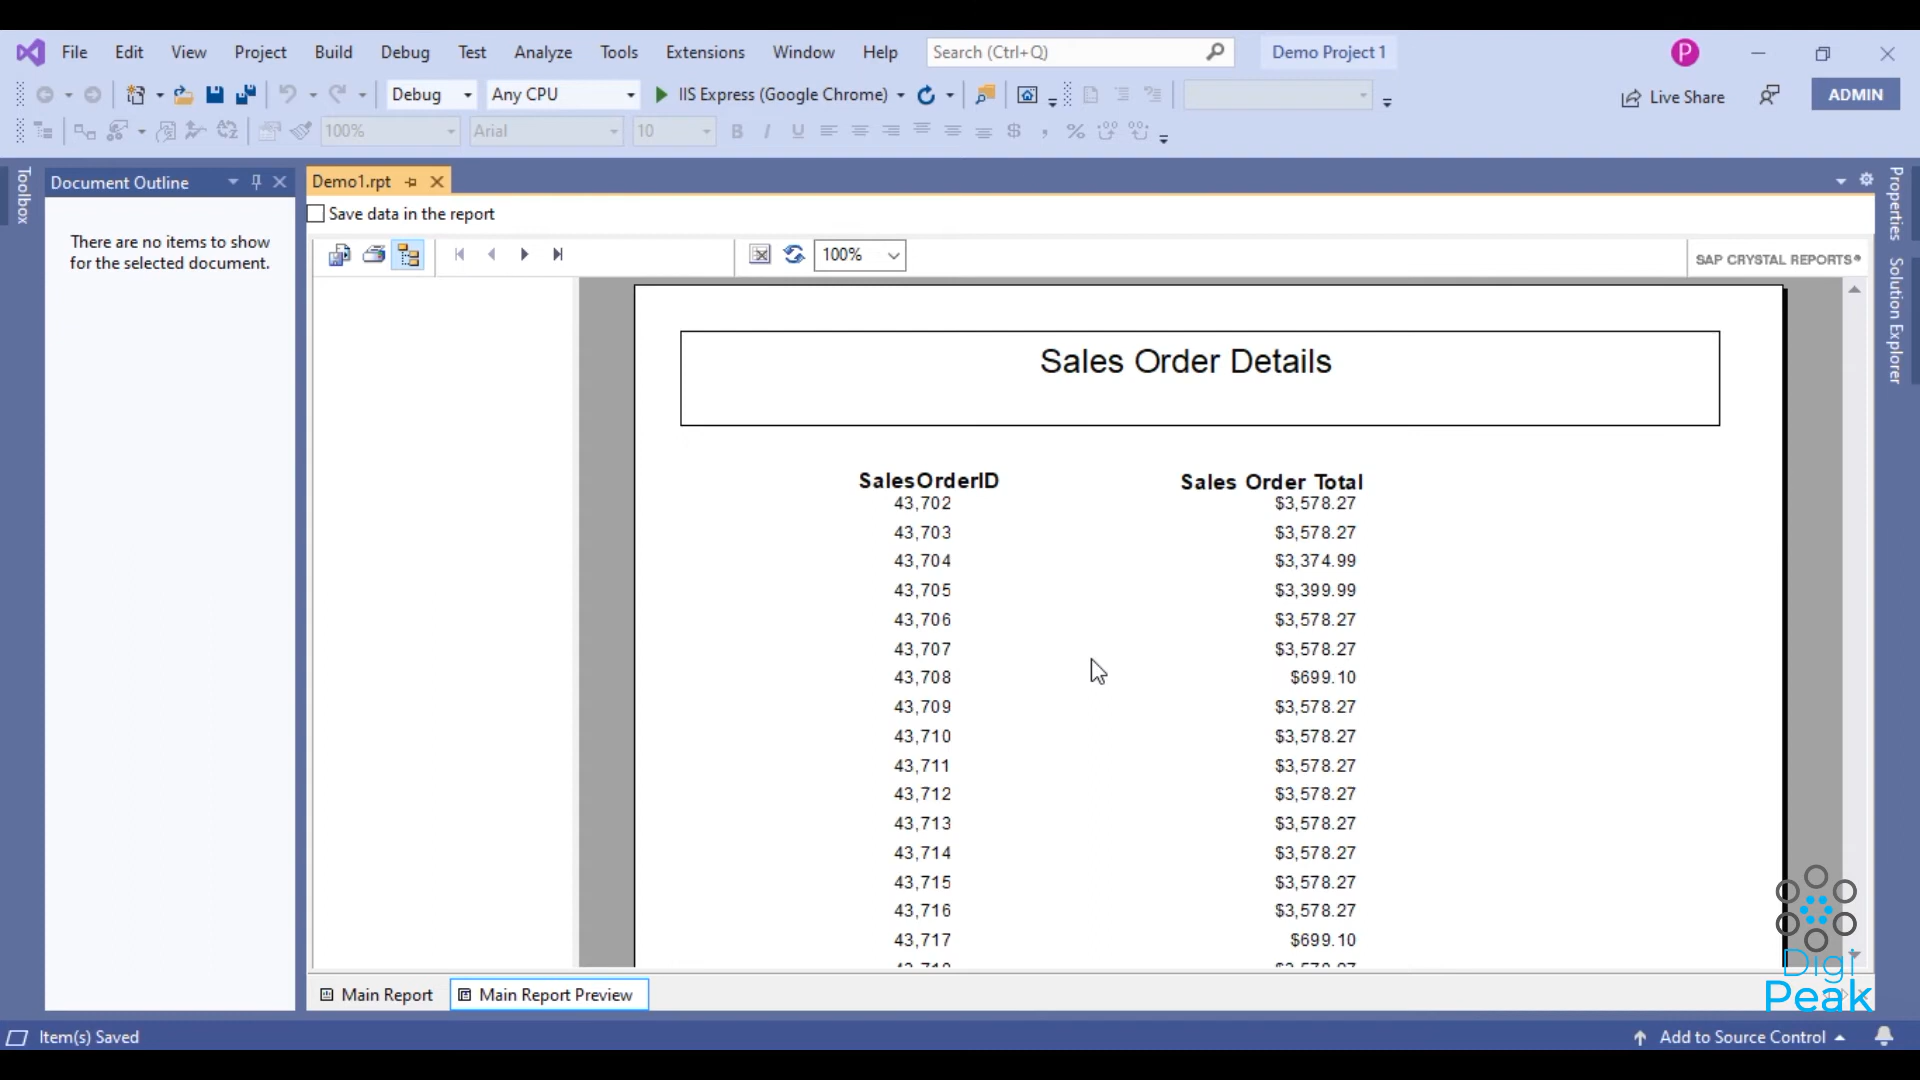 File Edit View Project Build Debug Test Analyze Tools Extensions Window Help Search (Ctrl+Q) Demo Project 1 P
Debug Any CPU IIS Express (Google Chrome) Live Share ADMIN
100% Arial 10 B I U $ , %
Toolbox
Document Outline
There are no items to show
for the selected document.
Demo1.rpt
Save data in the report
100%
SAP CRYSTAL REPORTS®
Properties
Solution Explorer
Sales Order Details
SalesOrderID Sales Order Total
43,702 $3,578.27
43,703 $3,578.27
43,704 $3,374.99
43,705 $3,399.99
43,706 $3,578.27
43,707 $3,578.27
43,708 $699.10
43,709 $3,578.27
43,710 $3,578.27
43,711 $3,578.27
43,712 $3,578.27
43,713 $3,578.27
43,714 $3,578.27
43,715 $3,578.27
43,716 $3,578.27
43,717 $699.10
Digi
Peak
Main Report Main Report Preview
Item(s) Saved Add to Source Control